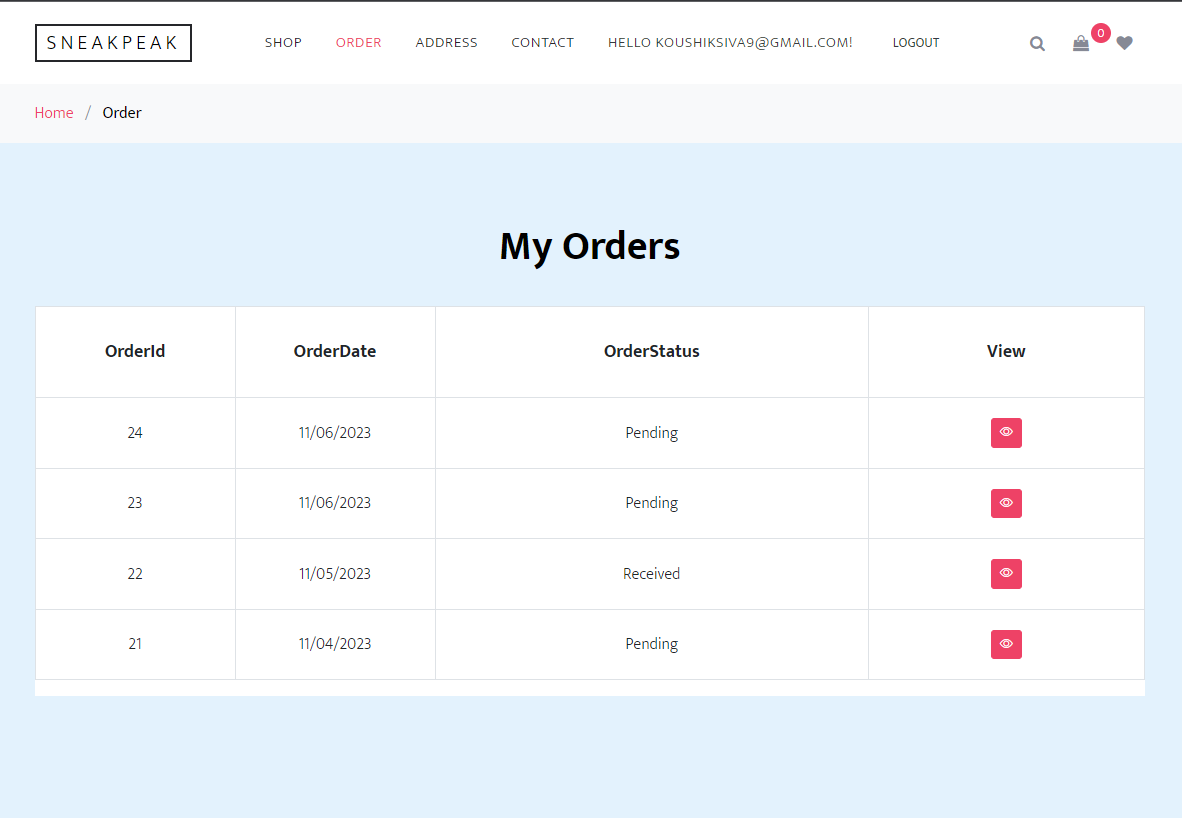 SNEAKPEAK SHOP ORDER ADDRESS CONTACT HELLO KOUSHIKSIVA9@GMAIL.COM! LOGOUT 0
Home / Order
My Orders
OrderId OrderDate OrderStatus View
24 11/06/2023 Pending
23 11/06/2023 Pending
22 11/05/2023 Received
21 11/04/2023 Pending